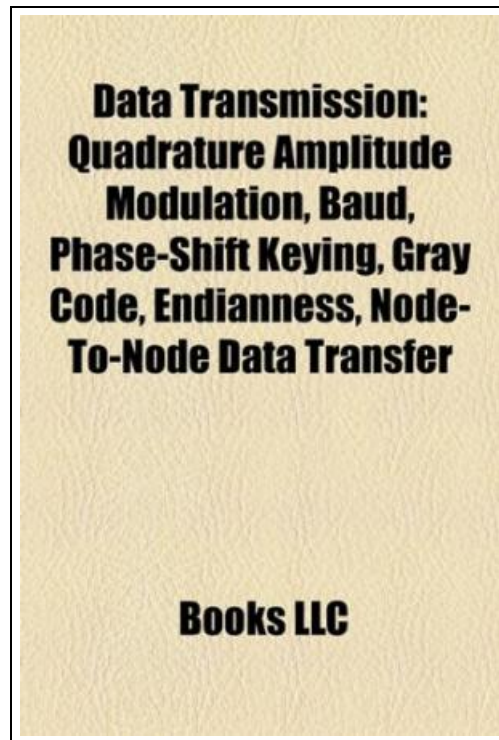 Data Transmission:
Quadrature Amplitude
Modulation, Baud,
Phase-Shift Keying, Gray
Code, Endianness, Node-
To-Node Data Transfer
Books LLC